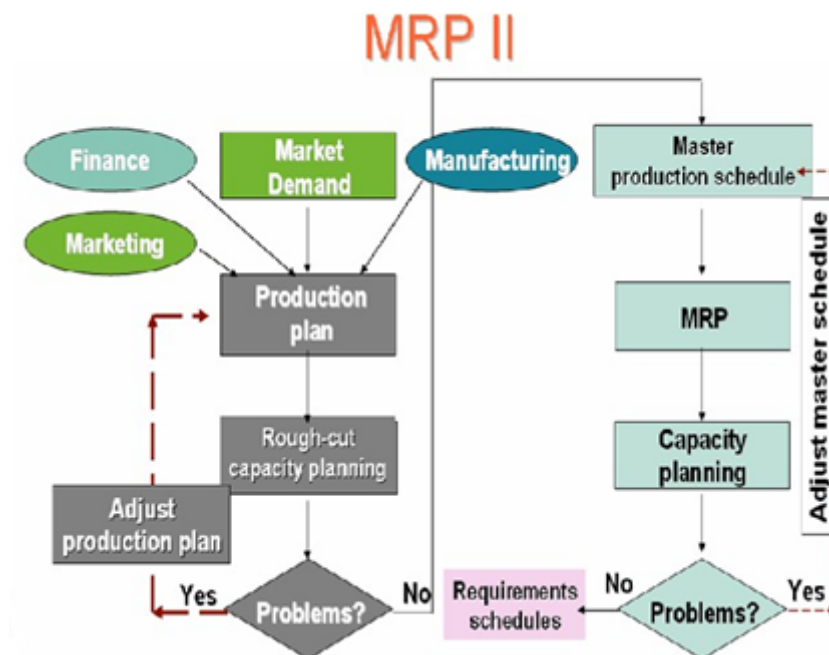 MRP II
Finance
Market
Demand
Manufacturing
Marketing
Production
plan
Rough-cut
capacity planning
Adjust
production plan
Yes
Problems?
No
Master
production schedule
MRP
Capacity
planning
Adjust master schedule
Requirements
schedules
No
Problems?
Yes